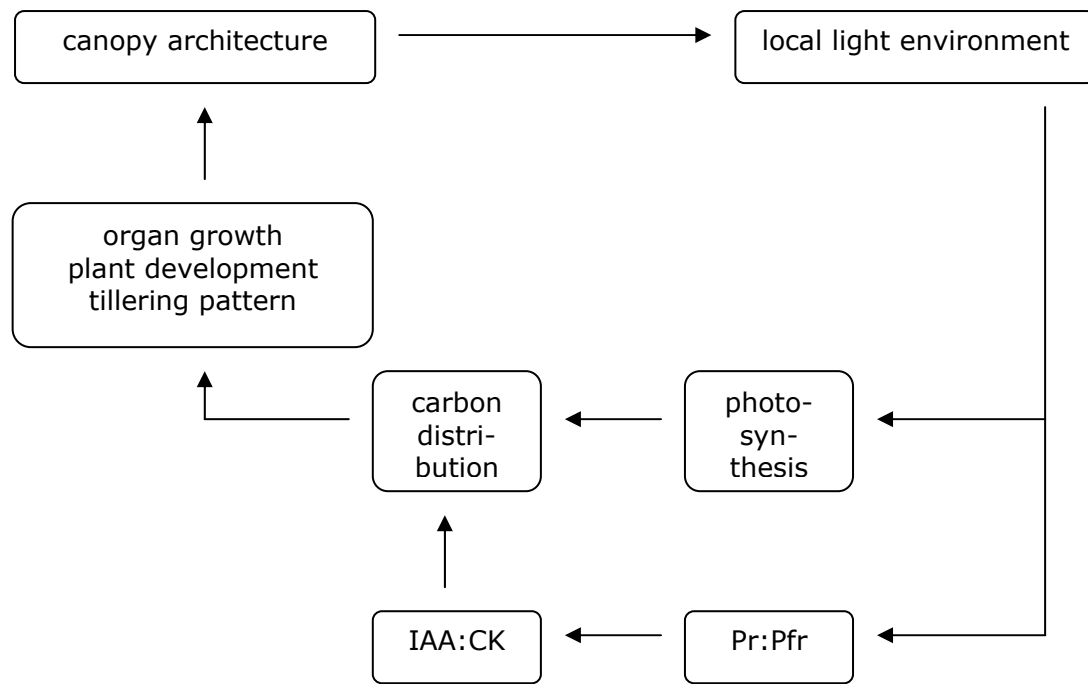 canopy architecture
local light environment
organ growth
plant development
tillering pattern
carbon
distri-
bution
photo-
syn-
thesis
IAA:CK
Pr:Pfr